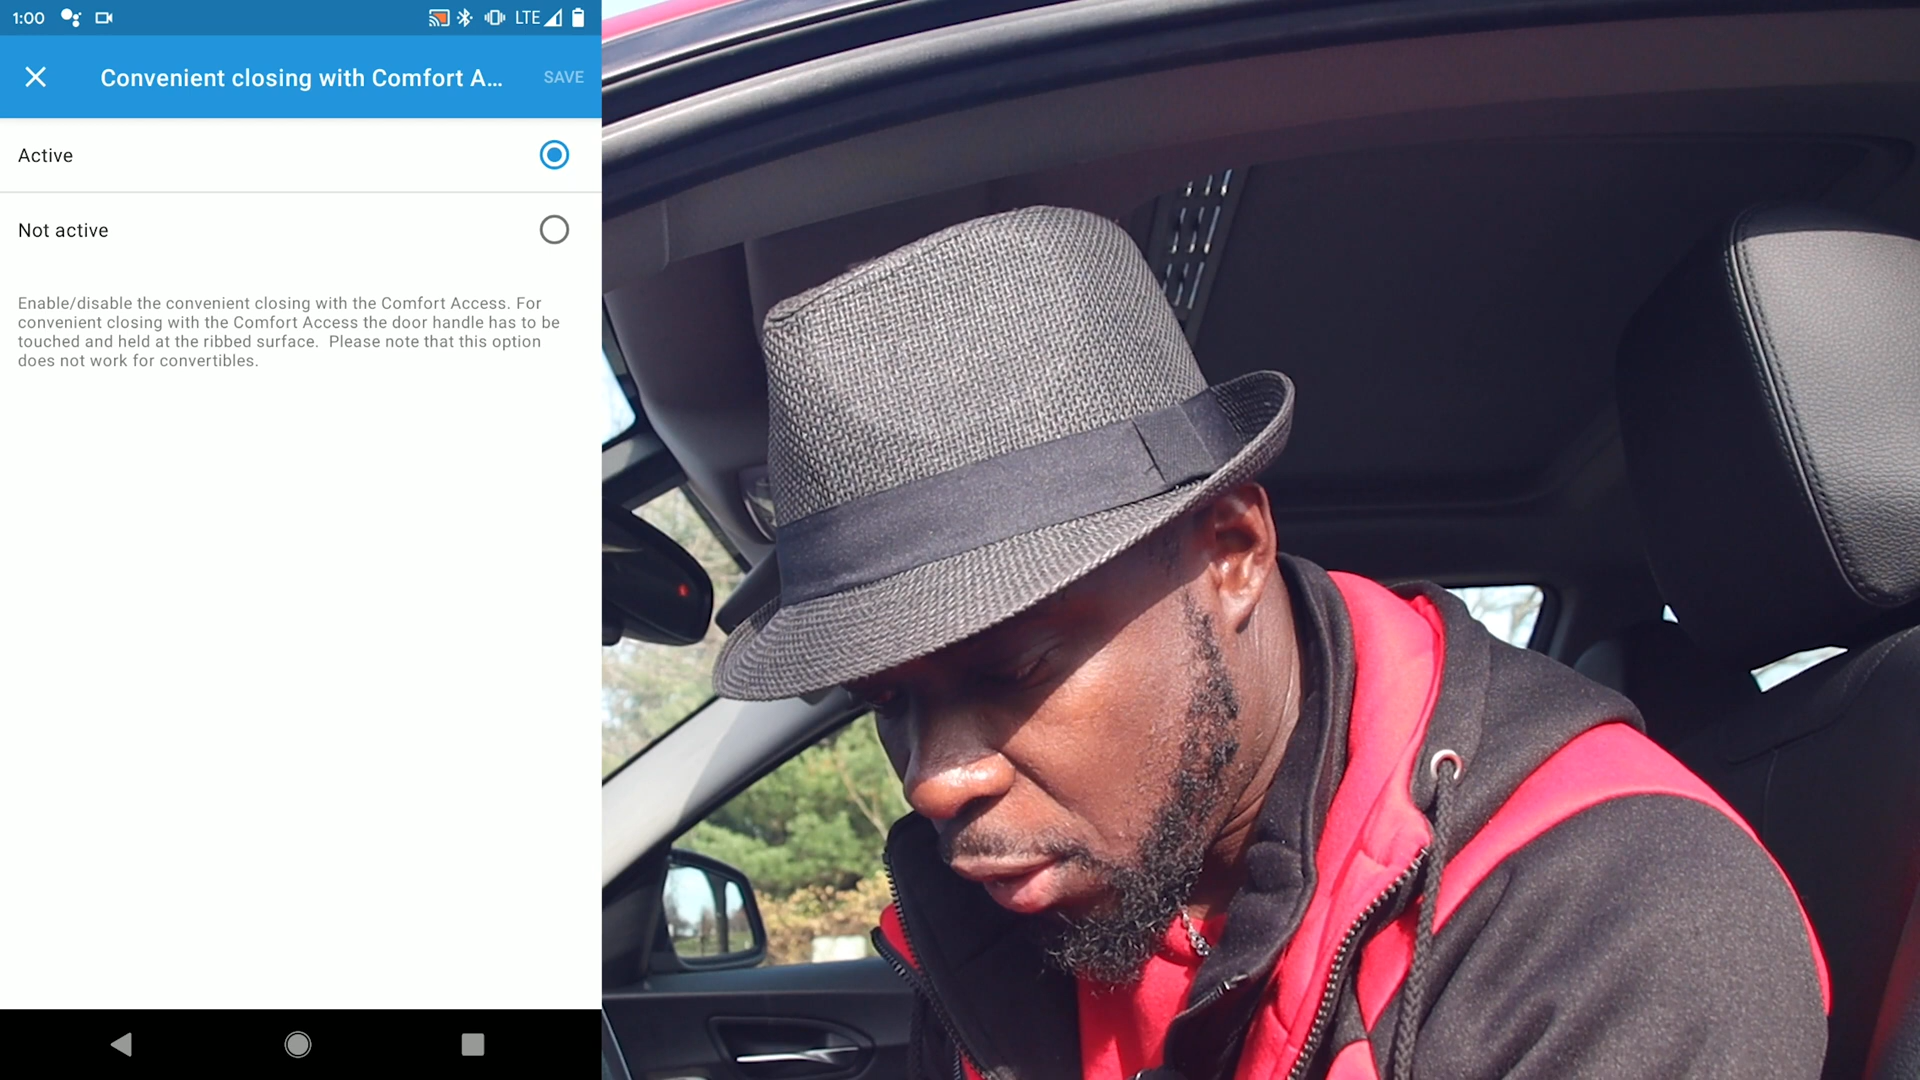 1:00 LTE
Convenient closing with Comfort A... SAVE
Active
Not active
Enable/disable the convenient closing with the Comfort Access. For
convenient closing with the Comfort Access the door handle has to be
touched and held at the ribbed surface.  Please note that this option
does not work for convertibles.